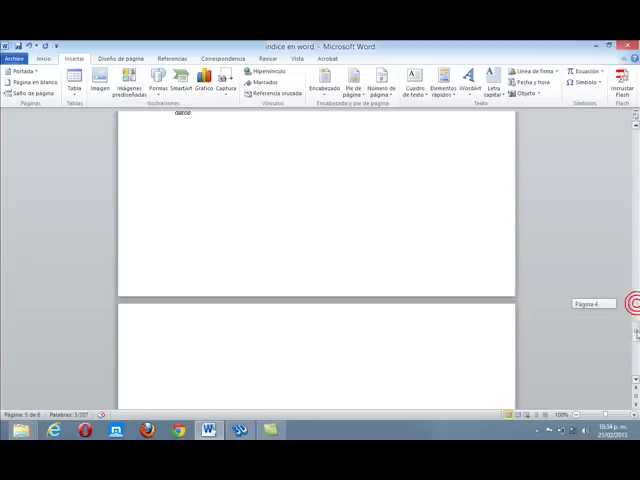 indice en word - Microsoft Word
Archivo Inicio Insertar Diseño de página Referencias Correspondencia Revisar Vista Acrobat
Portada
Página en blanco
Salto de página
Páginas
Tabla
Tablas
Imagen
Imágenes prediseñadas
Formas
SmartArt
Gráfico
Captura
Ilustraciones
Hipervínculo
Marcador
Referencia cruzada
Vínculos
Encabezado
Pie de página
Número de página
Encabezado y pie de página
Cuadro de texto
Elementos rápidos
WordArt
Letra capital
Línea de firma
Fecha y hora
Objeto
Texto
Ecuación
Símbolo
Símbolos
Incrustar Flash
Flash
Página 4
Página: 5 de 6 Palabras: 3/207
100%
10:34 p. m.
21/02/2013